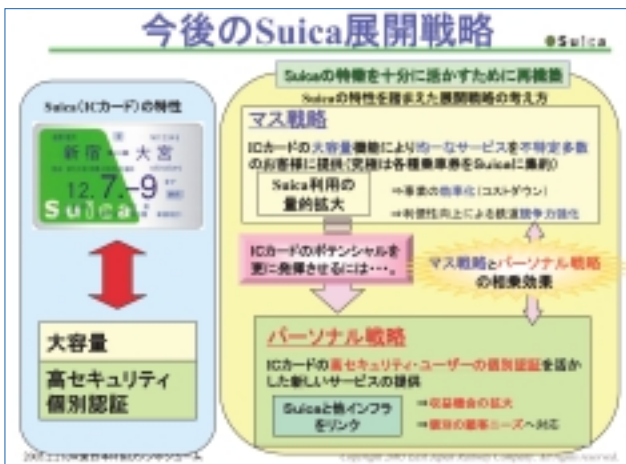 今後のSuica展開戦略
Suica
Suica(ICカード)の特性
新宿 大宮
12.7.-9
Suica
大容量
高セキュリティ
個別認証
Suicaの特徴を十分に活かすために再構築
Suicaの特性を踏まえた展開戦略の考え方
マス戦略
ICカードの大容量機能により均一なサービスを不特定多数
のお客様に提供(究極は各種乗車券をSuicaに集約)
Suica利用の
量的拡大
⇒事業の効率化(コストダウン)
⇒利便性向上による鉄道競争力強化
ICカードのポテンシャルを
更に発揮させるには・・・。
マス戦略とパーソナル戦略
の相乗効果
パーソナル戦略
ICカードの高セキュリティ・ユーザーの個別認証を活か
した新しいサービスの提供
Suicaと他インフラ
をリンク
⇒収益機会の拡大
⇒個別の顧客ニーズへ対応
Copyright 2003 East Japan Railway Company. All rights reserved.